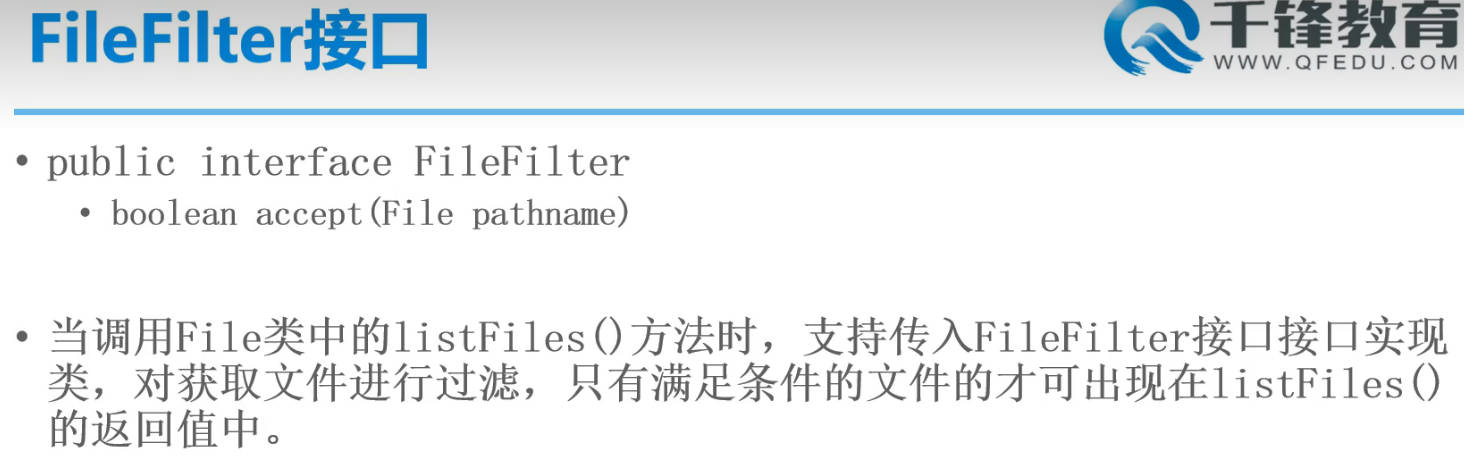 FileFilter接口
千锋教育
WWW.QFEDU.COM
• public interface FileFilter
• boolean accept(File pathname)
• 当调用File类中的listFiles()方法时，支持传入FileFilter接口接口实现
类，对获取文件进行过滤，只有满足条件的文件的才可出现在listFiles()
的返回值中。